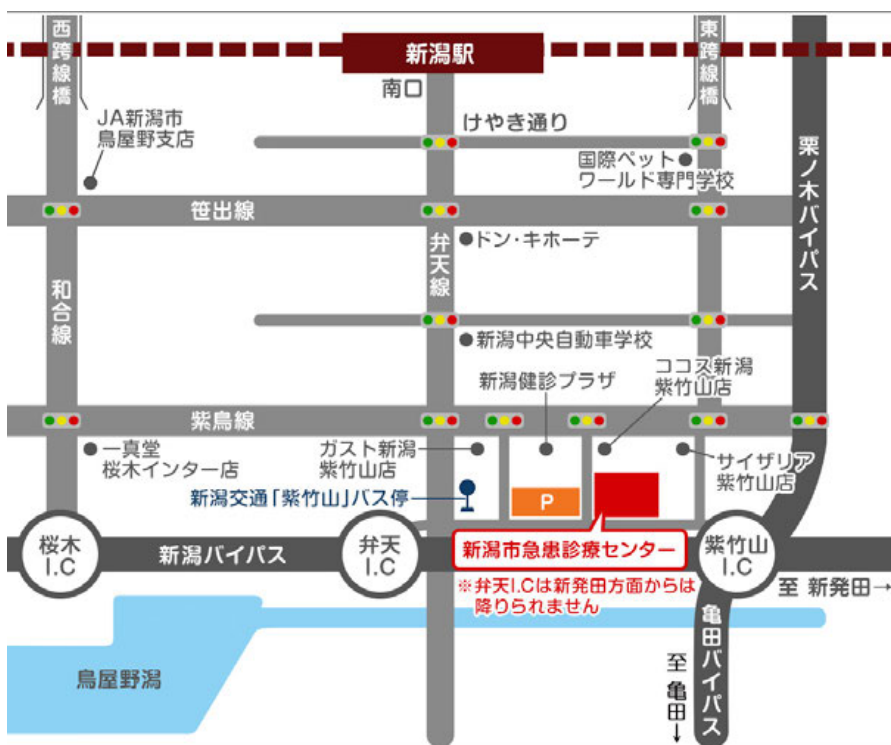 西跨線橋
新潟駅
東跨線橋
南口
JA新潟市
鳥屋野支店
けやき通り
国際ペット
ワールド専門学校
栗ノ木バイパス
笹出線
弁天線
ドン・キホーテ
和合線
新潟中央自動車学校
新潟健診プラザ
ココス新潟
紫竹山店
紫鳥線
一真堂
桜木インター店
ガスト新潟
紫竹山店
サイザリア
紫竹山店
新潟交通「紫竹山」バス停
P
桜木
I.C
新潟バイパス
弁天
I.C
新潟市急患診療センター
紫竹山
I.C
※弁天I.Cは新発田方面からは
降りられません
至 新発田→
鳥屋野潟
至 亀田→
亀田バイパス